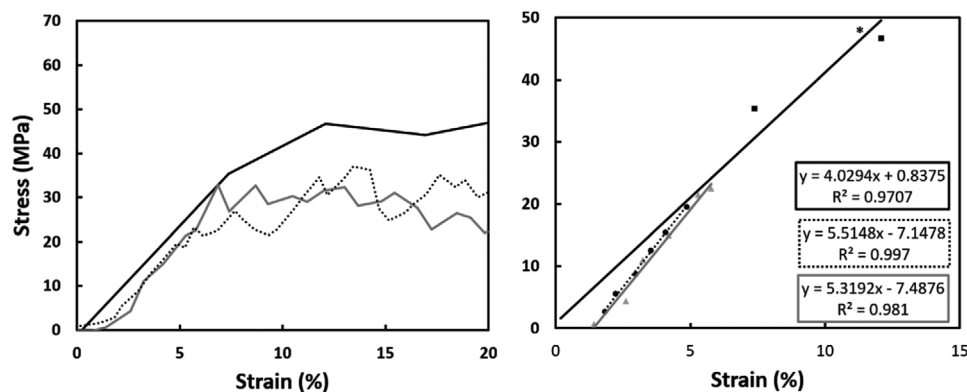 70
60
50
40
30
20
10
0
Stress (MPa)
0 5 10 15 20
Strain (%)
50
40
30
20
10
0
*
y = 4.0294x + 0.8375
R² = 0.9707
y = 5.5148x - 7.1478
R² = 0.997
y = 5.3192x - 7.4876
R² = 0.981
0 5 10 15
Strain (%)